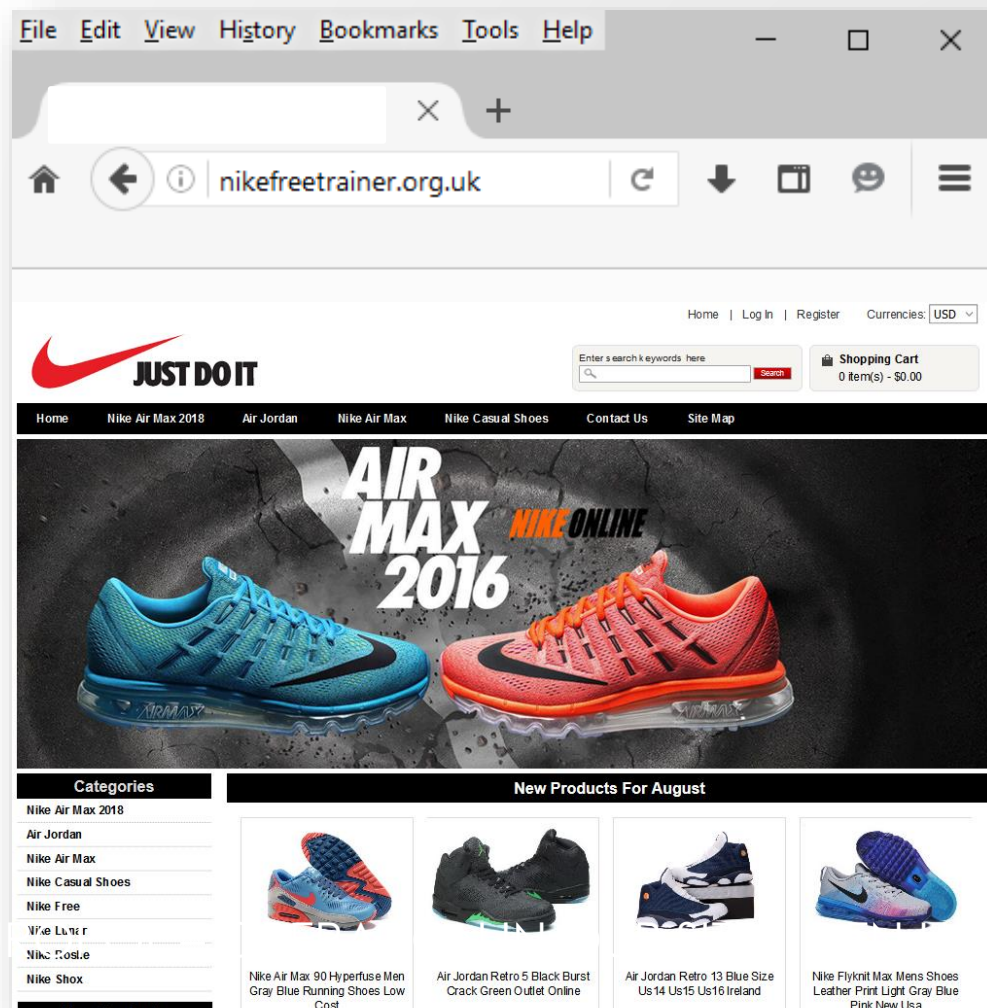 File Edit View History Bookmarks Tools Help
nikefreetrainer.org.uk
Home | Log In | Register Currencies: USD
JUST DO IT
Enter search keywords here
Search
Shopping Cart
0 item(s) - $0.00
Home Nike Air Max 2018 Air Jordan Nike Air Max Nike Casual Shoes Contact Us Site Map
AIR
MAX
2016
NIKE ONLINE
AIRMAX
AIRMAX
Categories
Nike Air Max 2018
Air Jordan
Nike Air Max
Nike Casual Shoes
Nike Free
Nike Lunar
Nike
Nike Shox
New Products For August
Nike Air Max 90 Hyperfuse Men
Gray Blue Running Shoes Low
Cost
Air Jordan Retro 5 Black Burst
Crack Green Outlet Online
Air Jordan Retro 13 Blue Size
Us14 Us15 Us16 Ireland
Nike Flyknit Max Mens Shoes
Leather Print Light Gray Blue
Pink New Usa